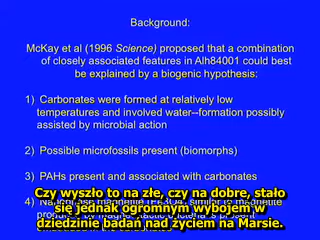 Background:
McKay et al (1996 Science) proposed that a combination
of closely associated features in Alh84001 could best
be explained by a biogenic hypothesis:
1) Carbonates were formed at relatively low
temperatures and involved water--formation possibly
assisted by microbial action
2) Possible microfossils present (biomorphs)
3) PAHs present and associated with carbonates
Czy wyszło to na złe, czy na dobre, stało
się jednak ogromnym wybojem w
dziedzinie badań nad życiem na Marsie.